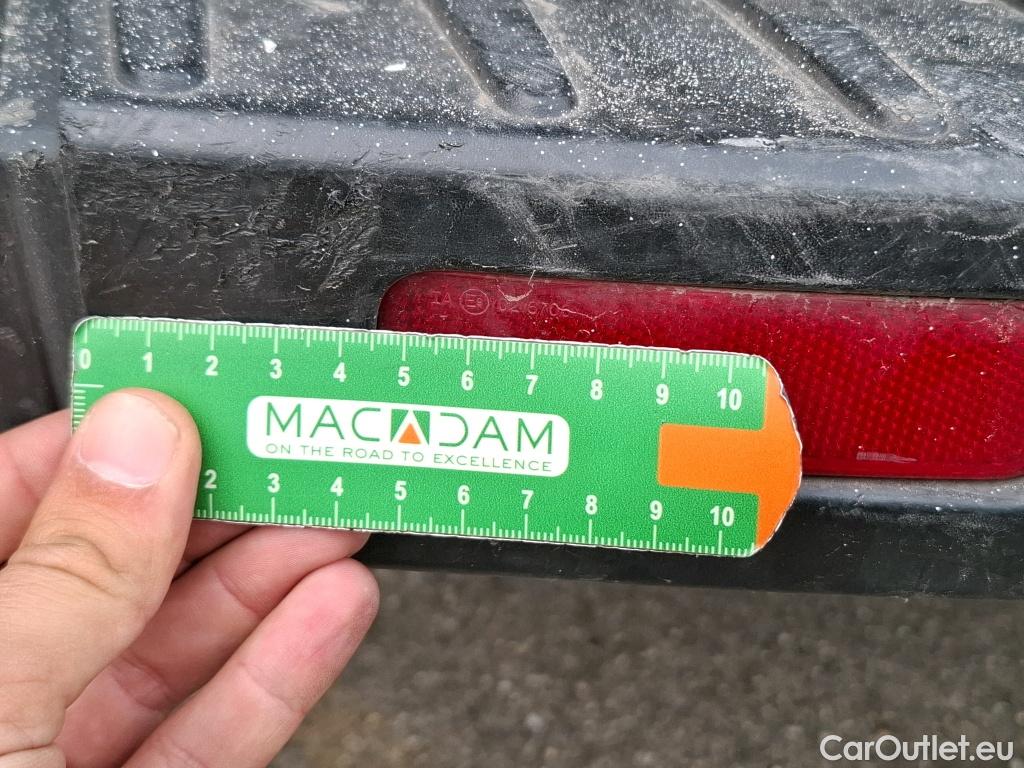 0 1 2 3 4 5 6 7 8 9 10
MACADAM
ON THE ROAD TO EXCELLENCE
2 3 4 5 6 7 8 9 10
CarOutlet.eu